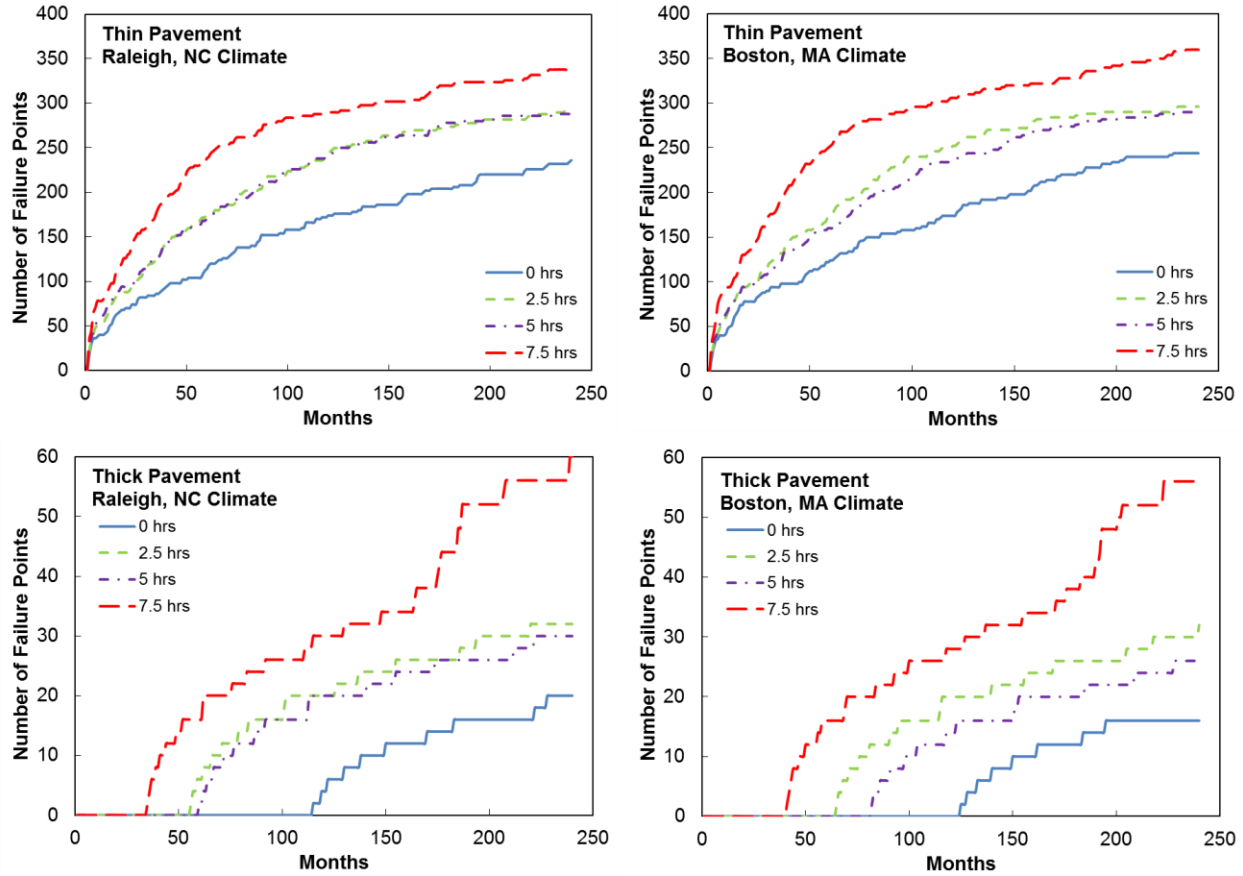 Thin Pavement
Raleigh, NC Climate
Number of Failure Points
400
350
300
250
200
150
100
50
0
0 hrs
2.5 hrs
5 hrs
7.5 hrs
0 50 100 150 200 250
Months
Thin Pavement
Boston, MA Climate
Number of Failure Points
400
350
300
250
200
150
100
50
0
0 hrs
2.5 hrs
5 hrs
7.5 hrs
0 50 100 150 200 250
Months
Thick Pavement
Raleigh, NC Climate
Number of Failure Points
60
50
40
30
20
10
0
0 hrs
2.5 hrs
5 hrs
7.5 hrs
0 50 100 150 200 250
Months
Thick Pavement
Boston, MA Climate
Number of Failure Points
60
50
40
30
20
10
0
0 hrs
2.5 hrs
5 hrs
7.5 hrs
0 50 100 150 200 250
Months